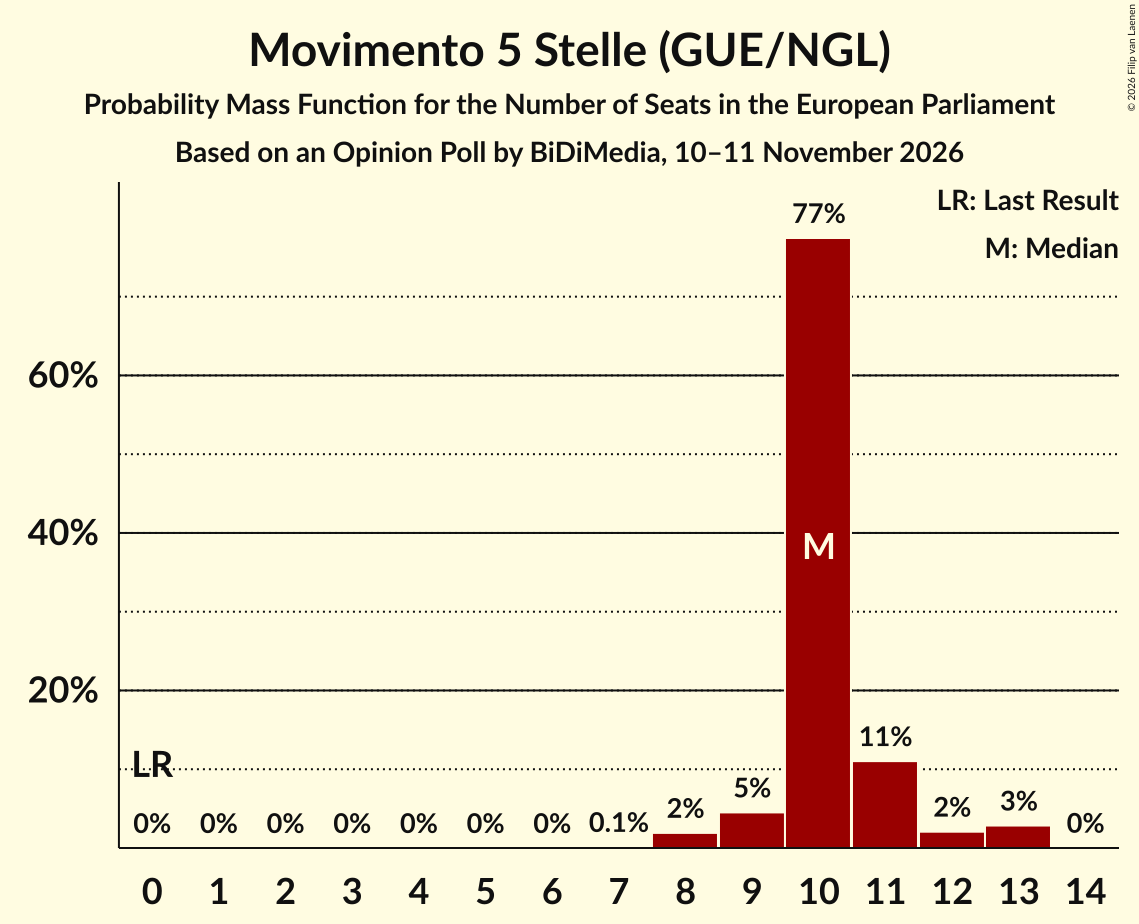 Movimento 5 Stelle (GUE/NGL)
Probability Mass Function for the Number of Seats in the European Parliament
Based on an Opinion Poll by BiDiMedia, 10–11 November 2026
© 2026 Filip van Laenen
LR: Last Result
M: Median
77%
60%
40%
M
20%
11%
LR
5%
2%
2%
3%
0% 0% 0% 0% 0% 0% 0% 0.1% 0%
0 1 2 3 4 5 6 7 8 9 10 11 12 13 14